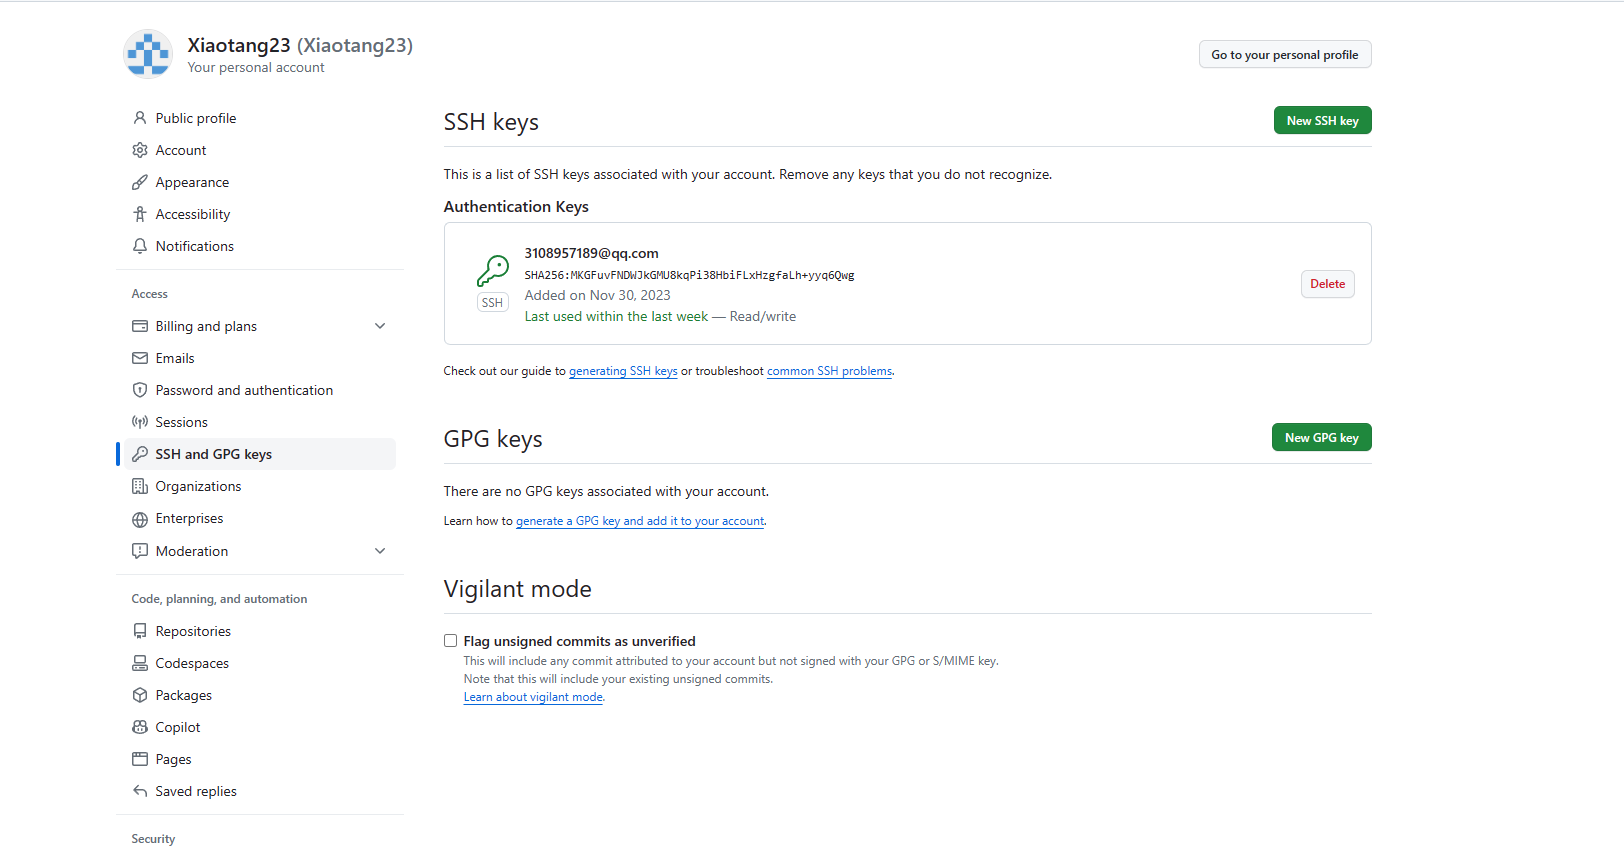 Xiaotang23 (Xiaotang23)
Your personal account
Go to your personal profile
Public profile
Account
Appearance
Accessibility
Notifications
Access
Billing and plans
Emails
Password and authentication
Sessions
SSH and GPG keys
Organizations
Enterprises
Moderation
Code, planning, and automation
Repositories
Codespaces
Packages
Copilot
Pages
Saved replies
Security
SSH keys
New SSH key
This is a list of SSH keys associated with your account. Remove any keys that you do not recognize.
Authentication Keys
SSH
3108957189@qq.com
SHA256:MKGFuvFNDWJkGMU8kqPi38HbiFLxHzgfaLh+yyq6Qwg
Added on Nov 30, 2023
Last used within the last week — Read/write
Delete
Check out our guide to generating SSH keys or troubleshoot common SSH problems.
GPG keys
New GPG key
There are no GPG keys associated with your account.
Learn how to generate a GPG key and add it to your account.
Vigilant mode
Flag unsigned commits as unverified
This will include any commit attributed to your account but not signed with your GPG or S/MIME key.
Note that this will include your existing unsigned commits.
Learn about vigilant mode.